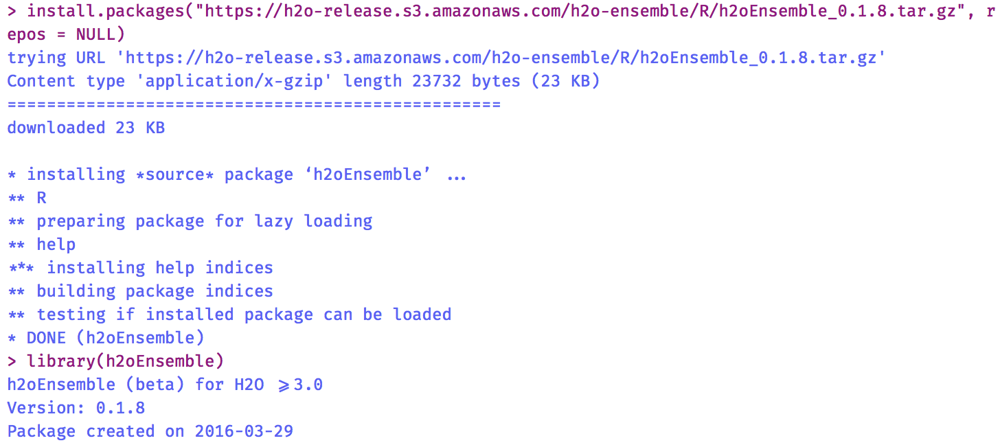 > install.packages("https://h2o-release.s3.amazonaws.com/h2o-ensemble/R/h2oEnsemble_0.1.8.tar.gz", r
epos = NULL)
trying URL 'https://h2o-release.s3.amazonaws.com/h2o-ensemble/R/h2oEnsemble_0.1.8.tar.gz'
Content type 'application/x-gzip' length 23732 bytes (23 KB)
==================================================
downloaded 23 KB

* installing *source* package ‘h2oEnsemble’ ...
** R
** preparing package for lazy loading
** help
*** installing help indices
** building package indices
** testing if installed package can be loaded
* DONE (h2oEnsemble)
> library(h2oEnsemble)
h2oEnsemble (beta) for H2O >=3.0
Version: 0.1.8
Package created on 2016-03-29